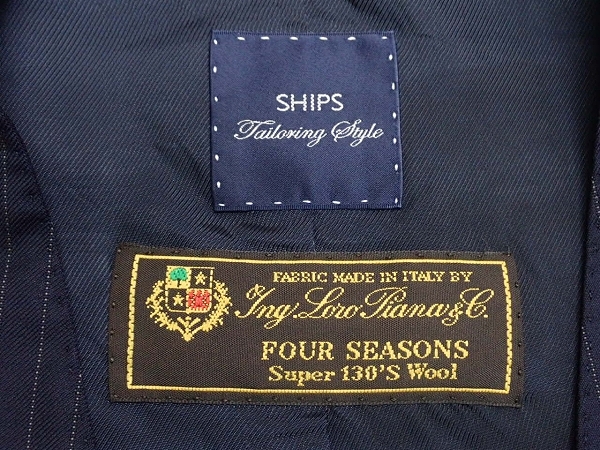 SHIPS
Tailoring Style
FABRIC MADE IN ITALY BY
Ing. Loro Piana & C.
FOUR SEASONS
Super 130'S Wool